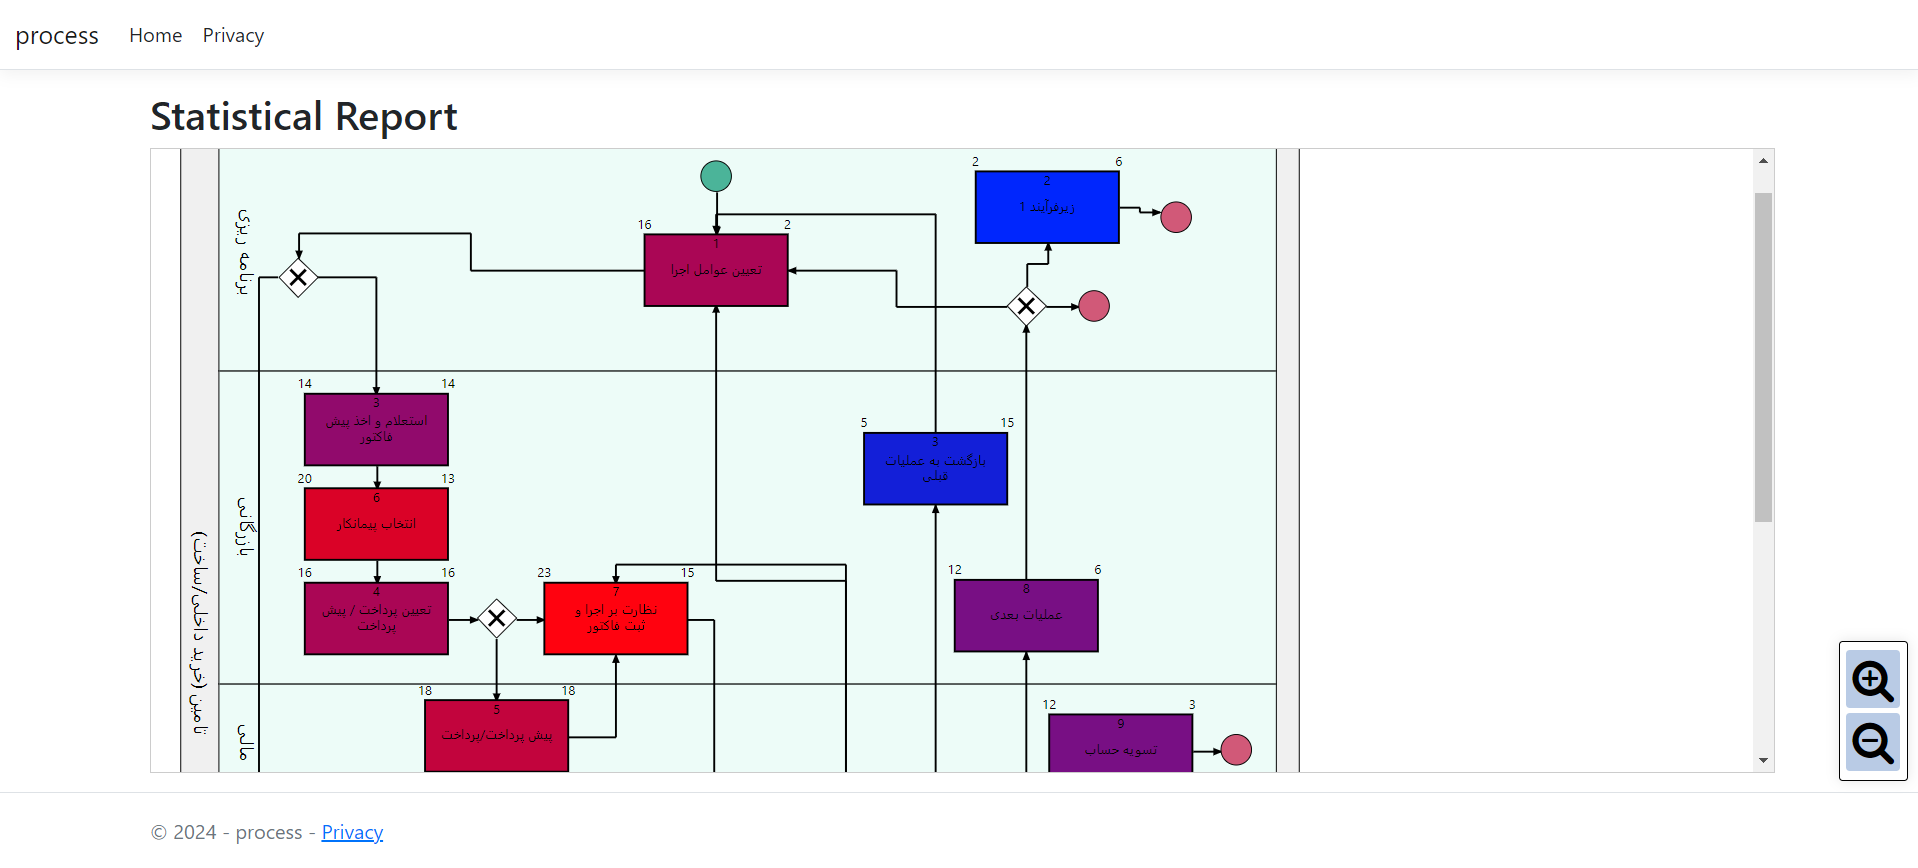 process Home Privacy
Statistical Report
تامین (خرید داخلی/ساخت)
برنامه ریزی
16 2
1
تعیین عوامل اجرا
2 6
2
زیرفرآیند 1
بازرگانی
14 14
3
استعلام و اخذ پیش
فاکتور
20 13
6
انتخاب پیمانکار
16 16
4
تعیین پرداخت / پیش
پرداخت
23 15
7
نظارت بر اجرا و
ثبت فاکتور
5 15
3
بازگشت به عملیات
قبلی
12 6
8
عملیات بعدی
مالی
18 18
5
پیش پرداخت/پرداخت
12 3
9
تسویه حساب
© 2024 - process - Privacy